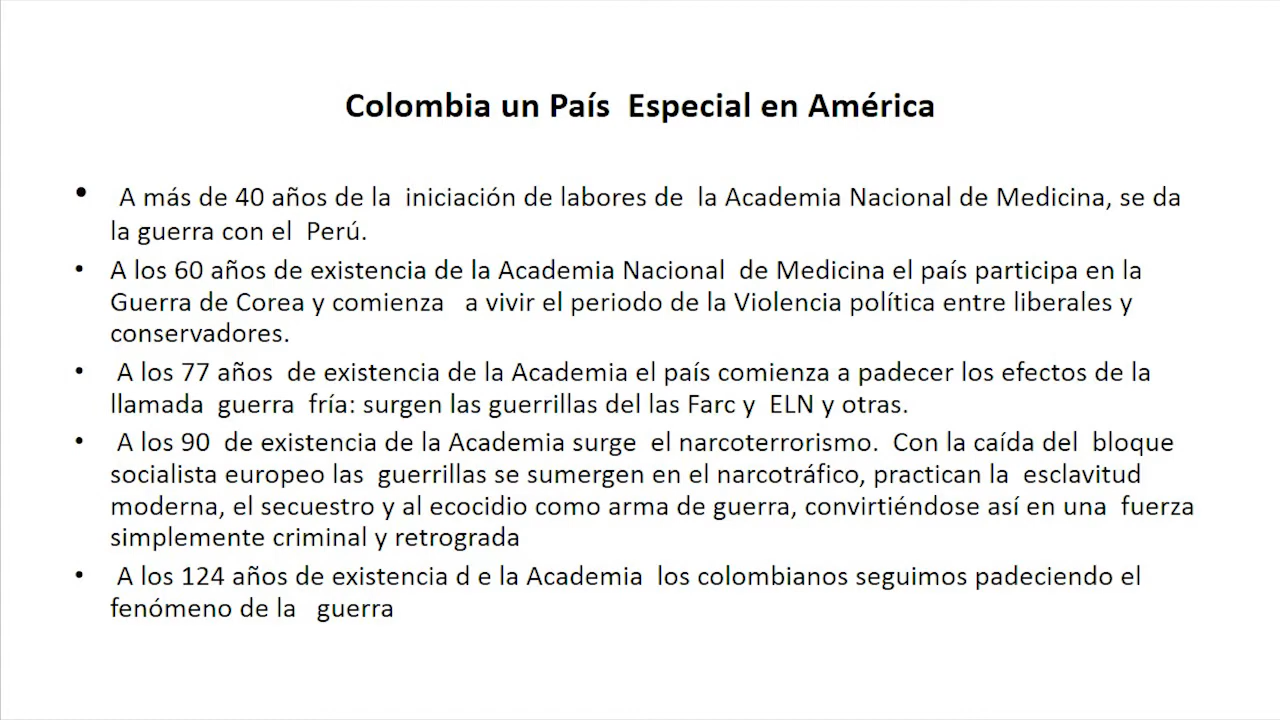 Colombia un País  Especial en América
•  A más de 40 años de la  iniciación de labores de  la Academia Nacional de Medicina, se da
la guerra con el  Perú.
• A los 60 años de existencia de la Academia Nacional  de Medicina el país participa en la
Guerra de Corea y comienza   a vivir el periodo de la Violencia política entre liberales y
conservadores.
•  A los 77 años  de existencia de la Academia el país comienza a padecer los efectos de la
llamada  guerra  fría: surgen las guerrillas del las Farc y  ELN y otras.
•  A los 90  de existencia de la Academia surge  el narcoterrorismo.  Con la caída del  bloque
socialista europeo las  guerrillas se sumergen en el narcotráfico, practican la  esclavitud
moderna, el secuestro y al ecocidio como arma de guerra, convirtiéndose así en una  fuerza
simplemente criminal y retrograda
•  A los 124 años de existencia d e la Academia  los colombianos seguimos padeciendo el
fenómeno de la   guerra